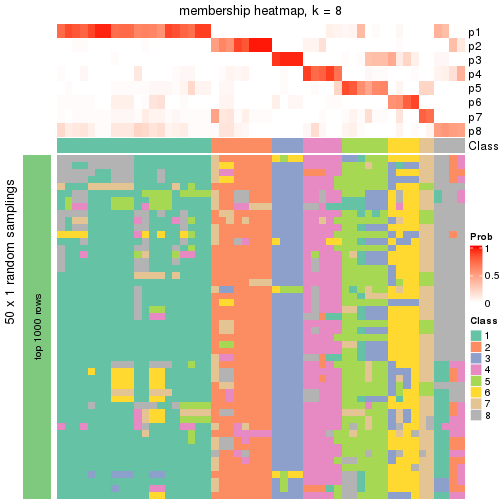 membership heatmap, k = 8
p1
p2
p3
p4
p5
p6
p7
p8
Class
50 x 1 random samplings
top 1000 rows
Prob
1
0.5
0
Class
1
2
3
4
5
6
7
8